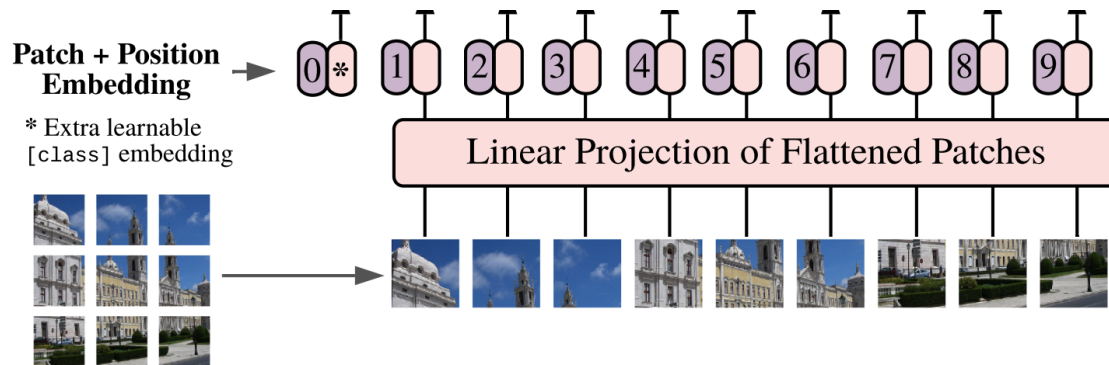 Patch + Position
Embedding
* Extra learnable
[class] embedding
0 * 1 2 3 4 5 6 7 8 9
Linear Projection of Flattened Patches